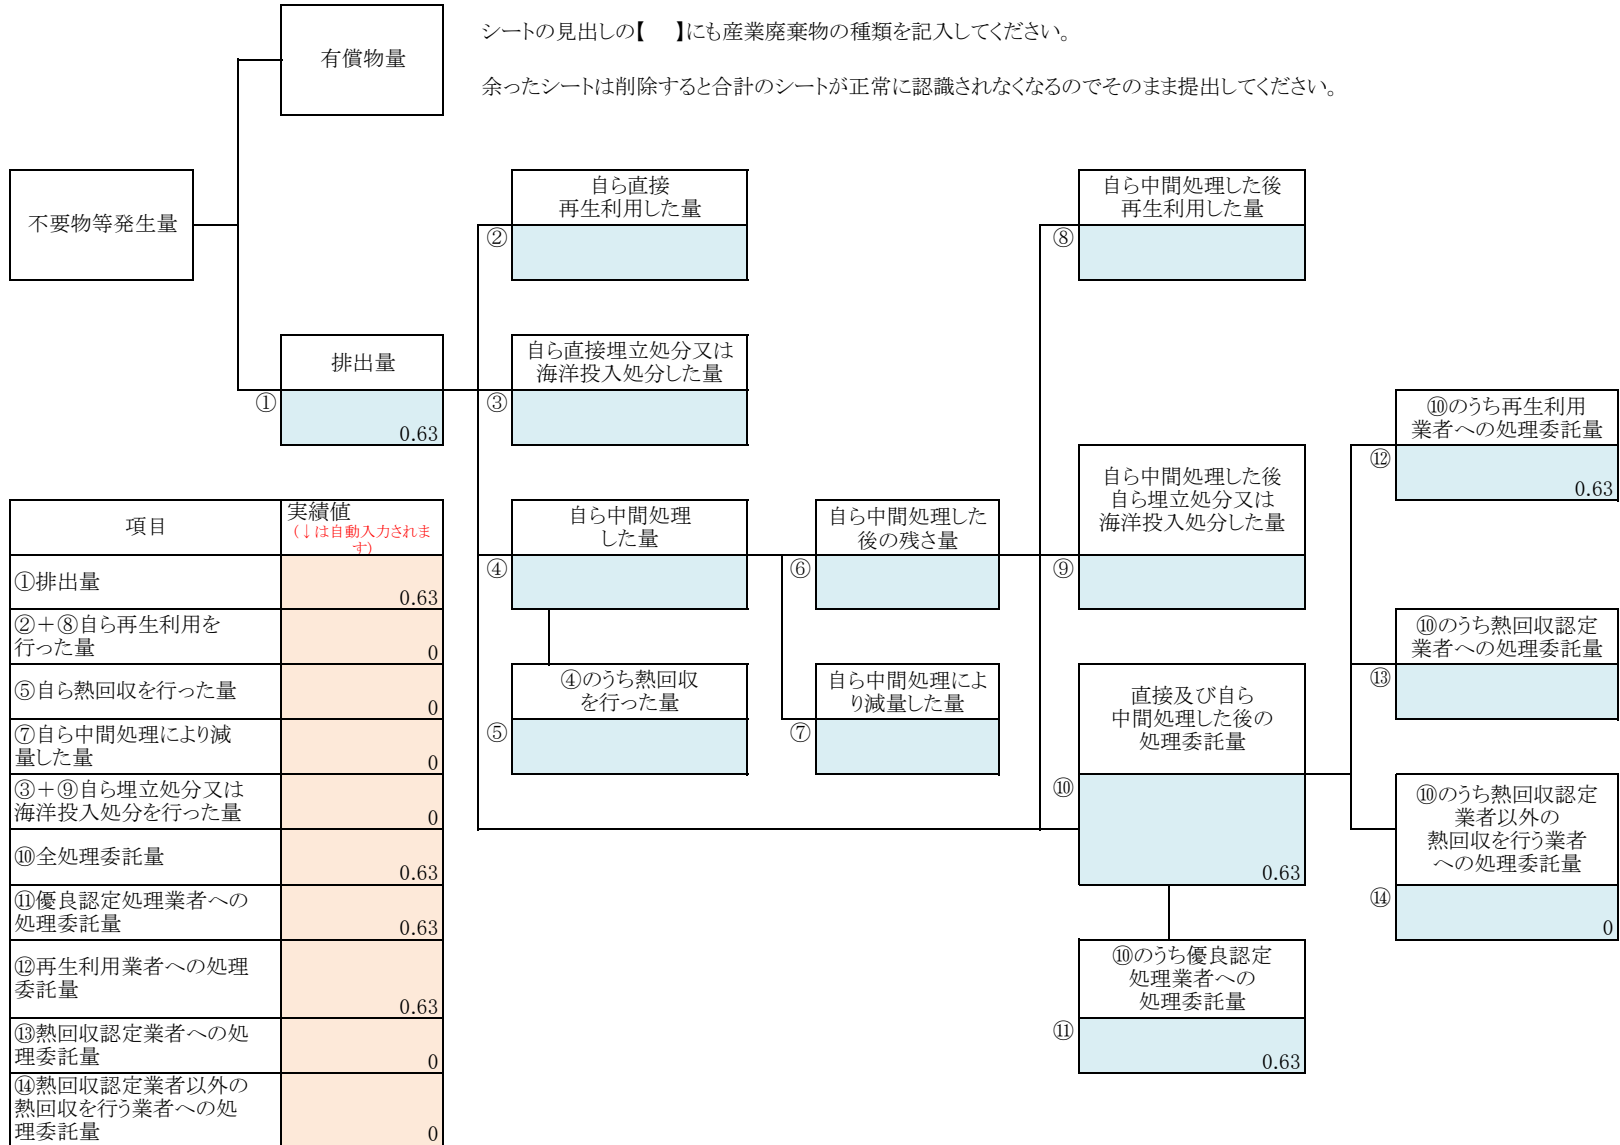 有償物量
シートの見出しの【　】にも産業廃棄物の種類を記入してください。
余ったシートは削除すると合計のシートが正常に認識されなくなるのでそのまま提出してください。
不要物等発生量
自ら直接
再生利用した量
②
自ら中間処理した後
再生利用した量
⑧
排出量
①
0.63
自ら直接埋立処分又は
海洋投入処分した量
③
⑩のうち再生利用
業者への処理委託量
⑫
0.63
自ら中間処理した後
自ら埋立処分又は
海洋投入処分した量
⑨
自ら中間処理
した量
④
自ら中間処理した
後の残さ量
⑥
④のうち熱回収
を行った量
⑤
自ら中間処理によ
り減量した量
⑦
直接及び自ら
中間処理した後の
処理委託量
⑩
0.63
⑩のうち熱回収認定
業者への処理委託量
⑬
⑩のうち熱回収認定
業者以外の
熱回収を行う業者
への処理委託量
⑭
0
⑩のうち優良認定
処理業者への
処理委託量
⑪
0.63
項目
実績値
(↓は自動入力されま
す)
①排出量
0.63
②＋⑧自ら再生利用を
行った量
0
⑤自ら熱回収を行った量
0
⑦自ら中間処理により減
量した量
0
③＋⑨自ら埋立処分又は
海洋投入処分を行った量
0
⑩全処理委託量
0.63
⑪優良認定処理業者への
処理委託量
0.63
⑫再生利用業者への処理
委託量
0.63
⑬熱回収認定業者への処
理委託量
0
⑭熱回収認定業者以外の
熱回収を行う業者への処
理委託量
0